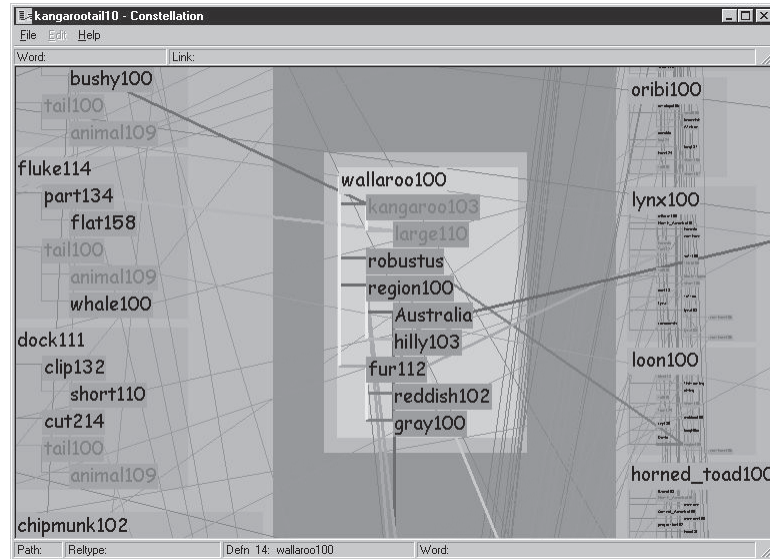 kangarootail10 - Constellation
File Edit Help
Word: Link:
bushy100
tail100
animal109
fluke114
part134
flat158
tail100
animal109
whale100
dock111
clip132
short110
cut214
tail100
animal109
chipmunk102
wallaroo100
kangaroo103
large110
robustus
region100
Australia
hilly103
fur112
reddish102
gray100
oribi100
lynx100
loon100
horned_toad100
Path: Reltype: Defn 14: wallaroo100 Word: